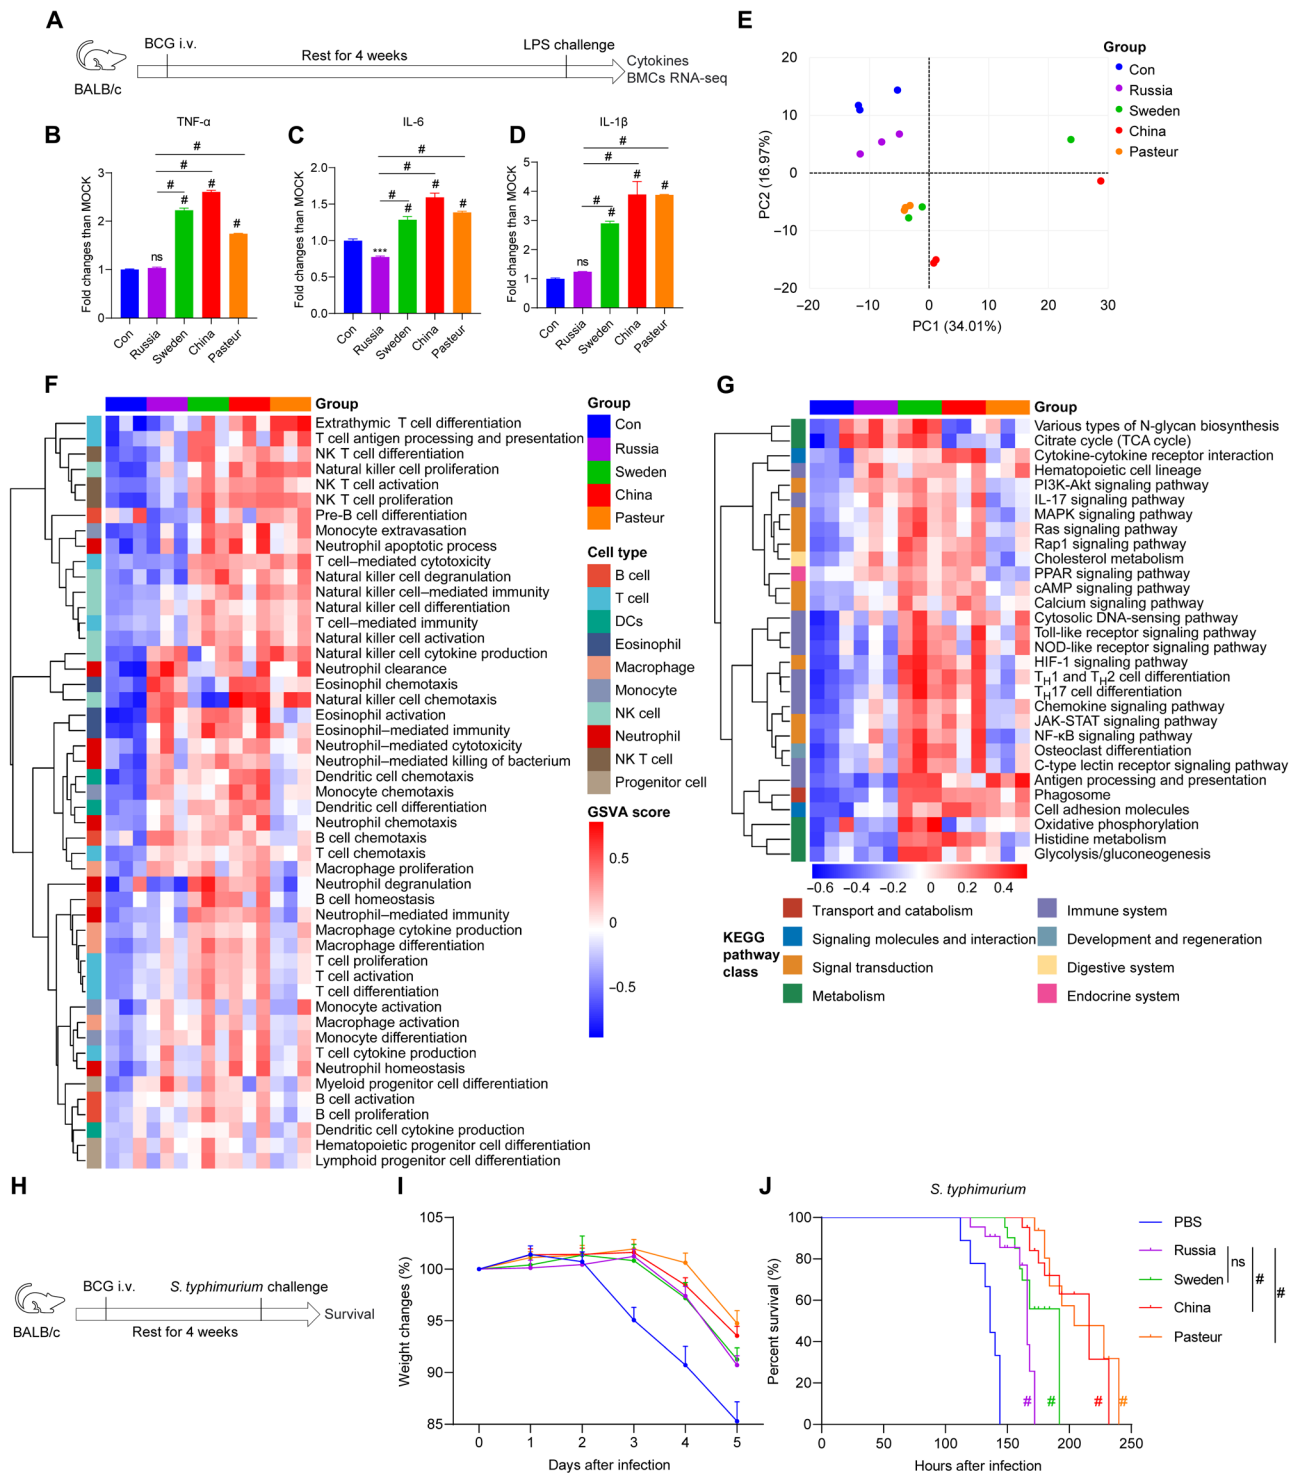 A
BCG i.v.
Rest for 4 weeks
LPS challenge
Cytokines
BMCs RNA-seq
BALB/c
B
TNF-α
Fold changes than MOCK
3
2
1
0
ns
#
#
#
#
#
#
Con
Russia
Sweden
China
Pasteur
C
IL-6
Fold changes than MOCK
2.0
1.5
1.0
0.5
0.0
***
#
#
#
#
#
#
Con
Russia
Sweden
China
Pasteur
D
IL-1β
Fold changes than MOCK
5
4
3
2
1
0
ns
#
#
#
#
#
#
Con
Russia
Sweden
China
Pasteur
E
PC2 (16.97%)
20
10
0
−10
−20
−20
−10
0
10
20
30
PC1 (34.01%)
Group
Con
Russia
Sweden
China
Pasteur
F
Group
Extrathymic T cell differentiation
T cell antigen processing and presentation
NK T cell differentiation
Natural killer cell proliferation
NK T cell activation
NK T cell proliferation
Pre-B cell differentiation
Monocyte extravasation
Neutrophil apoptotic process
T cell–mediated cytotoxicity
Natural killer cell degranulation
Natural killer cell–mediated immunity
Natural killer cell differentiation
T cell–mediated immunity
Natural killer cell activation
Natural killer cell cytokine production
Neutrophil clearance
Eosinophil chemotaxis
Natural killer cell chemotaxis
Eosinophil activation
Eosinophil–mediated immunity
Neutrophil–mediated cytotoxicity
Neutrophil–mediated killing of bacterium
Dendritic cell chemotaxis
Monocyte chemotaxis
Dendritic cell differentiation
Neutrophil chemotaxis
B cell chemotaxis
T cell chemotaxis
Macrophage proliferation
Neutrophil degranulation
B cell homeostasis
Neutrophil–mediated immunity
Macrophage cytokine production
Macrophage differentiation
T cell proliferation
T cell activation
T cell differentiation
Monocyte activation
Macrophage activation
Monocyte differentiation
T cell cytokine production
Neutrophil homeostasis
Myeloid progenitor cell differentiation
B cell activation
B cell proliferation
Dendritic cell cytokine production
Hematopoietic progenitor cell differentiation
Lymphoid progenitor cell differentiation
Group
Con
Russia
Sweden
China
Pasteur
Cell type
B cell
T cell
DCs
Eosinophil
Macrophage
Monocyte
NK cell
Neutrophil
NK T cell
Progenitor cell
GSVA score
0.5
0
−0.5
G
Group
Various types of N-glycan biosynthesis
Citrate cycle (TCA cycle)
Cytokine-cytokine receptor interaction
Hematopoietic cell lineage
PI3K-Akt signaling pathway
IL-17 signaling pathway
MAPK signaling pathway
Ras signaling pathway
Rap1 signaling pathway
Cholesterol metabolism
PPAR signaling pathway
cAMP signaling pathway
Calcium signaling pathway
Cytosolic DNA-sensing pathway
Toll-like receptor signaling pathway
NOD-like receptor signaling pathway
HIF-1 signaling pathway
TH1 and TH2 cell differentiation
TH17 cell differentiation
Chemokine signaling pathway
JAK-STAT signaling pathway
NF-κB signaling pathway
Osteoclast differentiation
C-type lectin receptor signaling pathway
Antigen processing and presentation
Phagosome
Cell adhesion molecules
Oxidative phosphorylation
Histidine metabolism
Glycolysis/gluconeogenesis
−0.6 −0.4 −0.2 0 0.2 0.4
KEGG
pathway
class
Transport and catabolism
Signaling molecules and interaction
Signal transduction
Metabolism
Immune system
Development and regeneration
Digestive system
Endocrine system
H
BCG i.v.
S. typhimurium challenge
Rest for 4 weeks
Survival
BALB/c
I
Weight changes (%)
105
100
95
90
85
0 1 2 3 4 5
Days after infection
J
S. typhimurium
Percent survival (%)
100
80
60
40
20
0
# # # #
0 50 100 150 200 250
Hours after infection
PBS
Russia
Sweden
China
Pasteur
ns
#
#